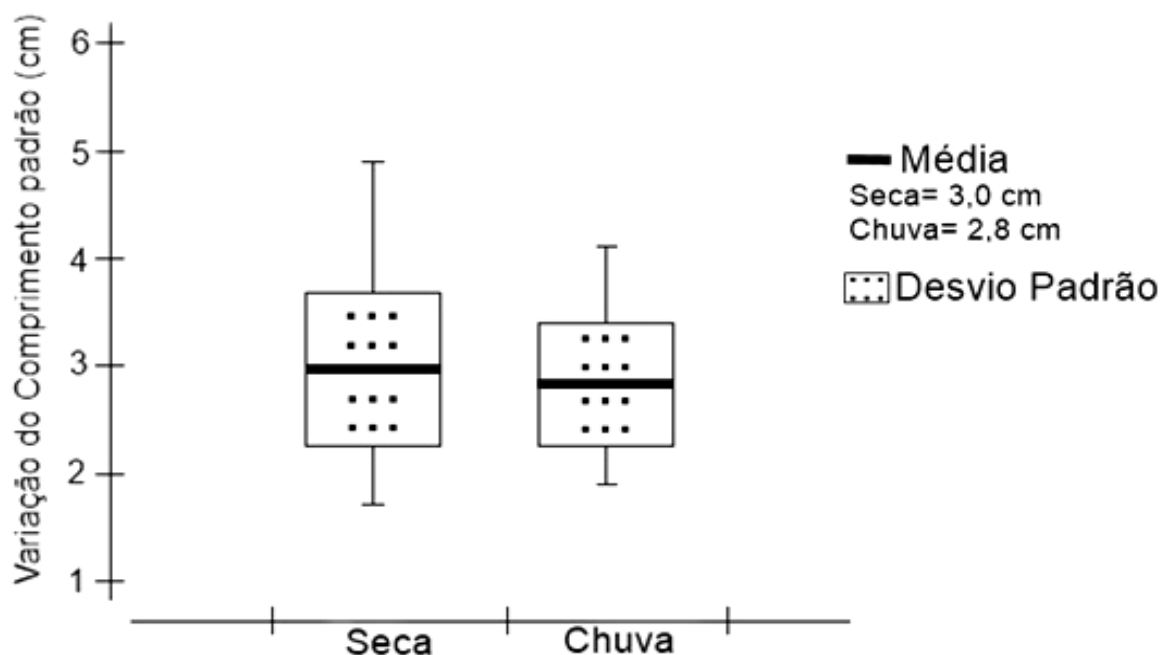 Variação do Comprimento padrão (cm)
6
5
4
3
2
1
Seca
Chuva
Média
Seca= 3,0 cm
Chuva= 2,8 cm
Desvio Padrão